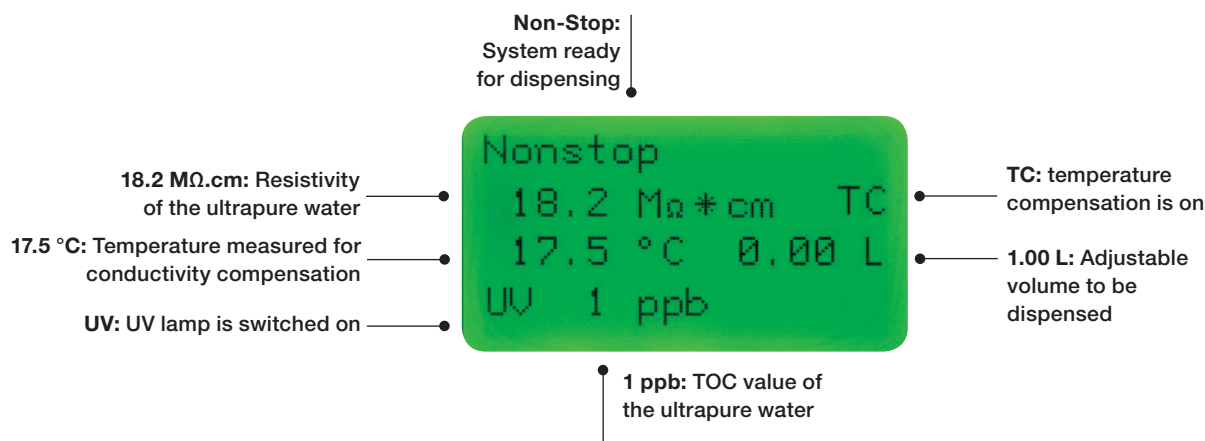 Non-Stop:
System ready
for dispensing
Nonstop
18.2 MΩ*cm TC
17.5 °C 0.00 L
UV 1 ppb
18.2 MΩ.cm: Resistivity
of the ultrapure water
17.5 °C: Temperature measured for
conductivity compensation
UV: UV lamp is switched on
TC: temperature
compensation is on
1.00 L: Adjustable
volume to be
dispensed
1 ppb: TOC value of
the ultrapure water